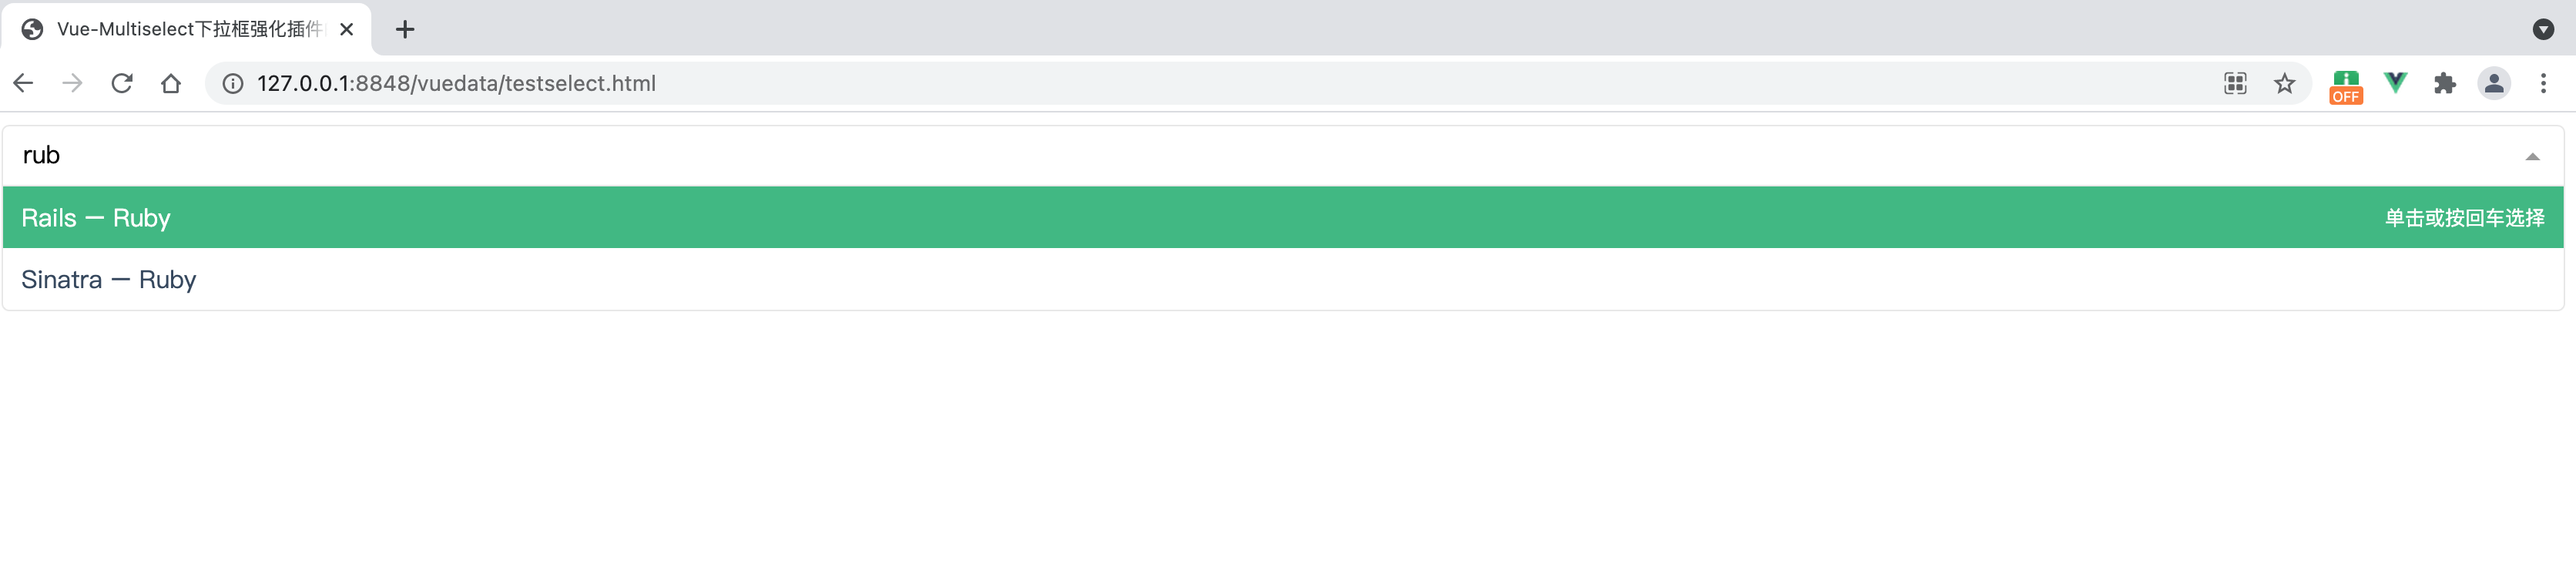 Vue-Multiselect下拉框强化插件
127.0.0.1:8848/vuedata/testselect.html
OFF
rub
Rails — Ruby 单击或按回车选择
Sinatra — Ruby